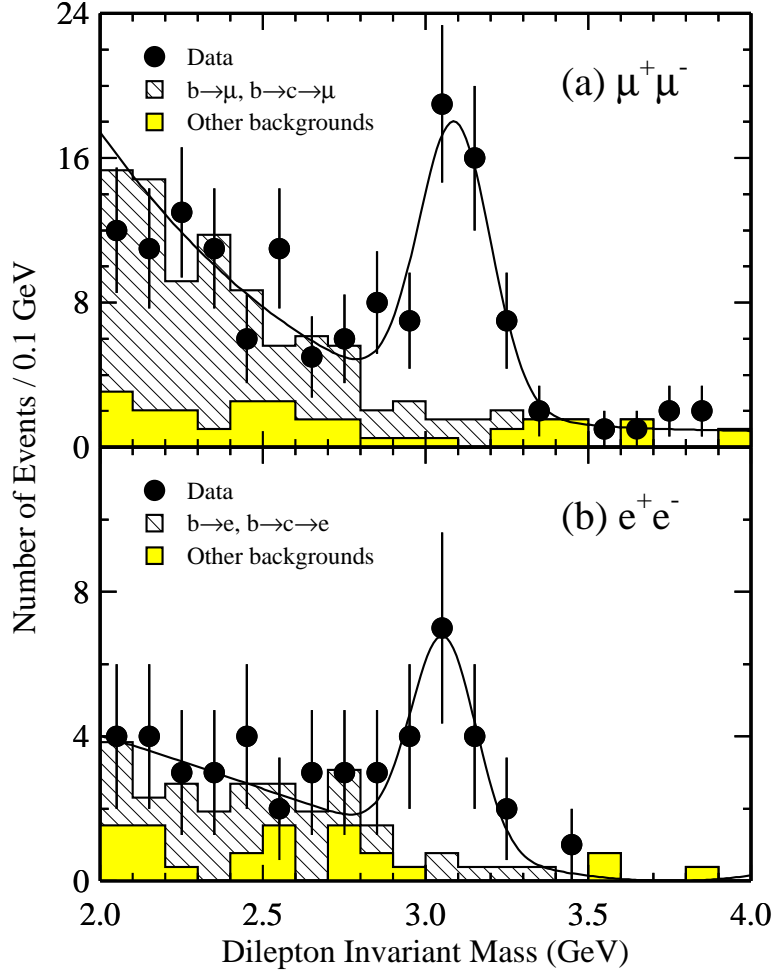 24
16
8
0
Data
b→μ, b→c→μ
Other backgrounds
(a) μ⁺μ⁻
Number of Events / 0.1 GeV
8
4
0
Data
b→e, b→c→e
Other backgrounds
(b) e⁺e⁻
2.0 2.5 3.0 3.5 4.0
Dilepton Invariant Mass (GeV)